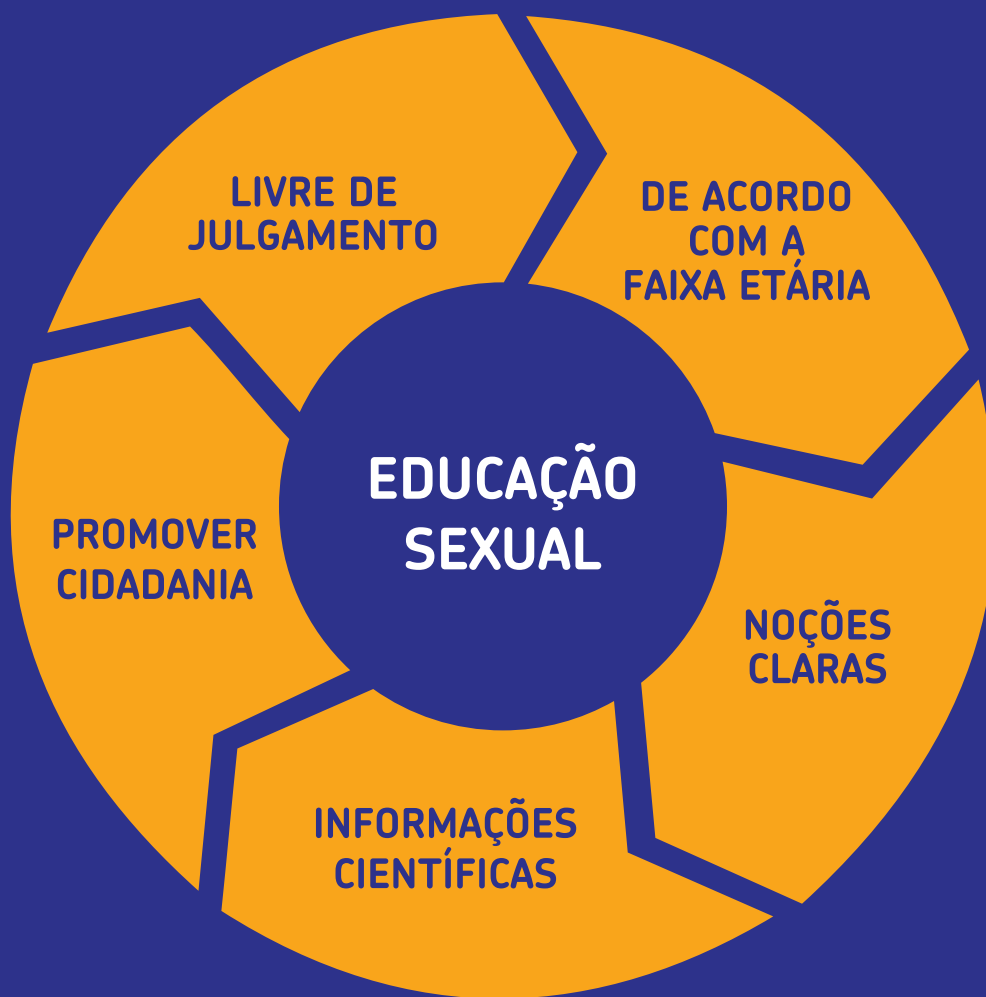 LIVRE DE
JULGAMENTO
DE ACORDO
COM A
FAIXA ETÁRIA
EDUCAÇÃO
SEXUAL
PROMOVER
CIDADANIA
NOÇÕES
CLARAS
INFORMAÇÕES
CIENTÍFICAS